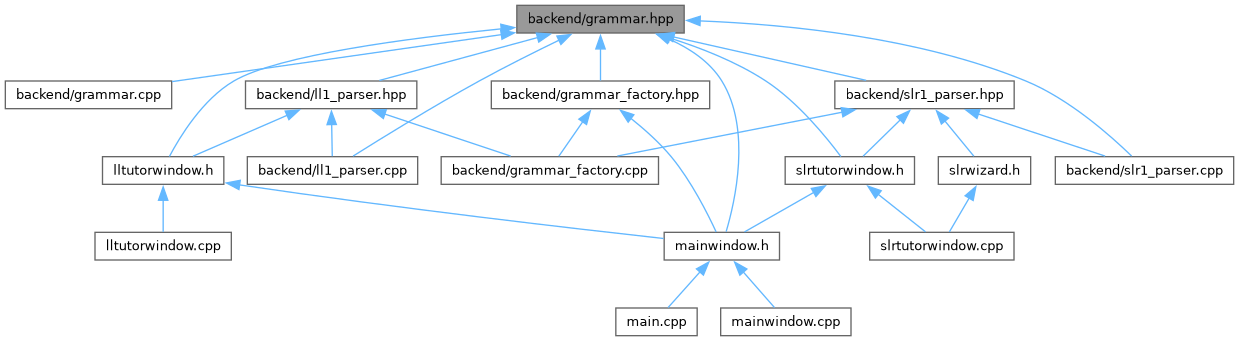 backend/grammar.hpp
backend/grammar.cpp
backend/ll1_parser.hpp
backend/grammar_factory.hpp
backend/slr1_parser.hpp
lltutorwindow.h
backend/ll1_parser.cpp
backend/grammar_factory.cpp
slrtutorwindow.h
slrwizard.h
backend/slr1_parser.cpp
lltutorwindow.cpp
mainwindow.h
slrtutorwindow.cpp
main.cpp
mainwindow.cpp